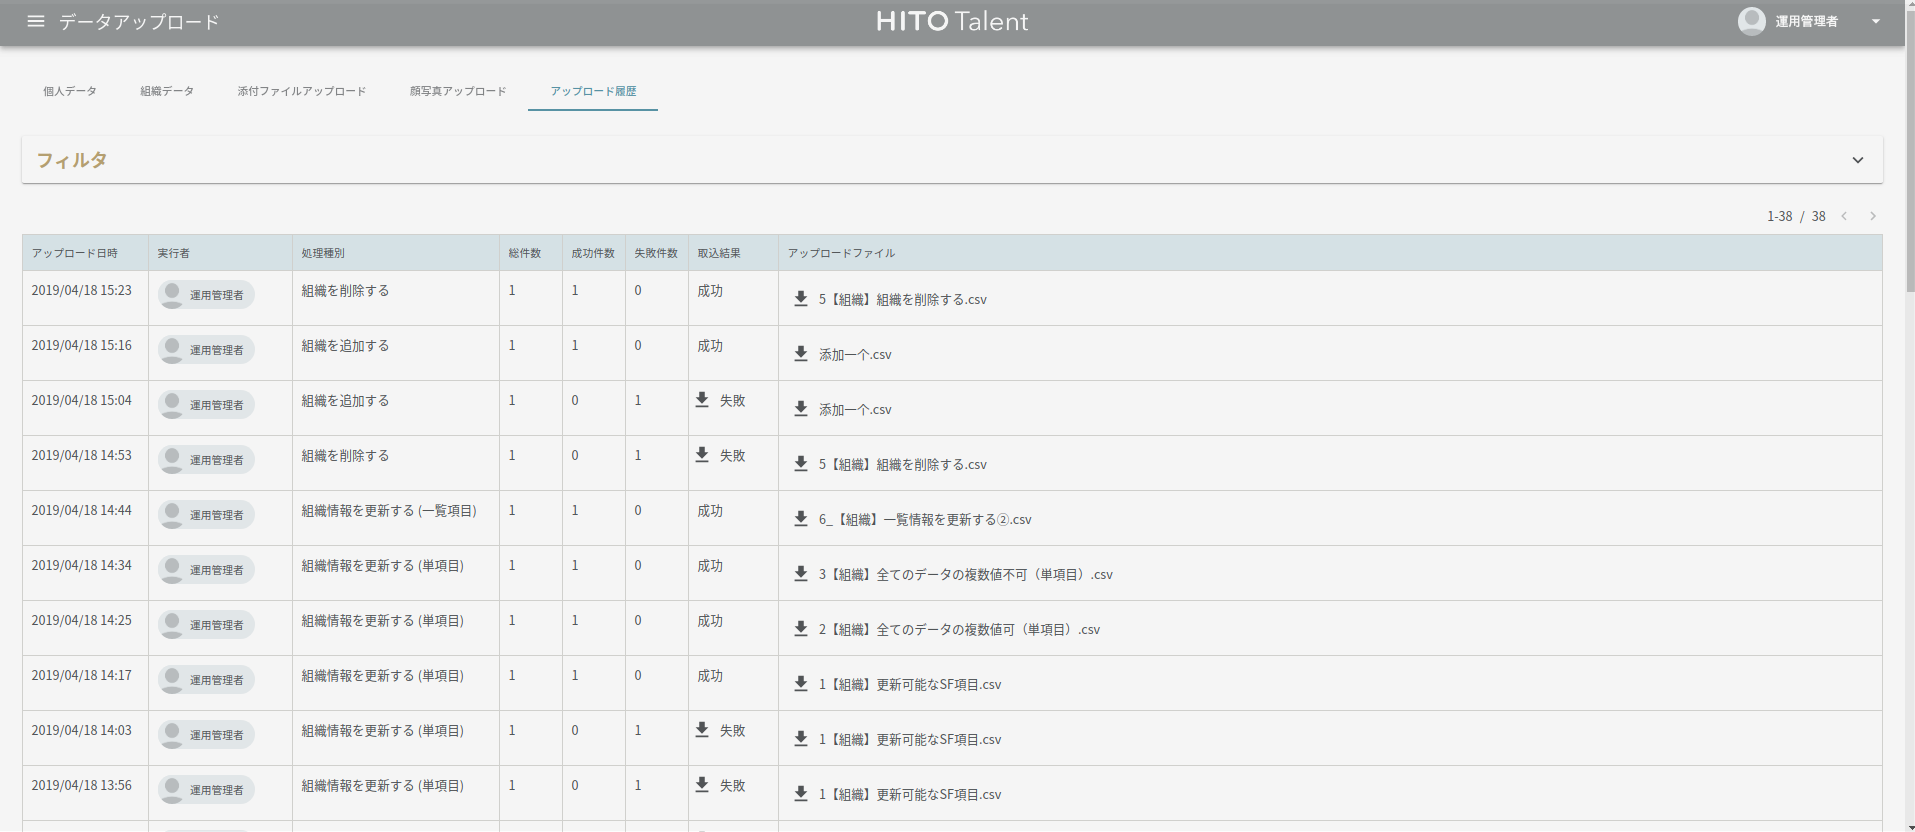 データアップロード HITO Talent 運用管理者
個人データ 組織データ 添付ファイルアップロード 顔写真アップロード アップロード履歴
フィルタ
1-38 / 38
アップロード日時 実行者 処理種別 総件数 成功件数 失敗件数 取込結果 アップロードファイル
2019/04/18 15:23 運用管理者 組織を削除する 1 1 0 成功 5【組織】組織を削除する.csv
2019/04/18 15:16 運用管理者 組織を追加する 1 1 0 成功 添加一个.csv
2019/04/18 15:04 運用管理者 組織を追加する 1 0 1 失敗 添加一个.csv
2019/04/18 14:53 運用管理者 組織を削除する 1 0 1 失敗 5【組織】組織を削除する.csv
2019/04/18 14:44 運用管理者 組織情報を更新する (一覧項目) 1 1 0 成功 6_【組織】一覧情報を更新する②.csv
2019/04/18 14:34 運用管理者 組織情報を更新する (単項目) 1 1 0 成功 3【組織】全てのデータの複数値不可（単項目）.csv
2019/04/18 14:25 運用管理者 組織情報を更新する (単項目) 1 1 0 成功 2【組織】全てのデータの複数値可（単項目）.csv
2019/04/18 14:17 運用管理者 組織情報を更新する (単項目) 1 1 0 成功 1【組織】更新可能なSF項目.csv
2019/04/18 14:03 運用管理者 組織情報を更新する (単項目) 1 0 1 失敗 1【組織】更新可能なSF項目.csv
2019/04/18 13:56 運用管理者 組織情報を更新する (単項目) 1 0 1 失敗 1【組織】更新可能なSF項目.csv